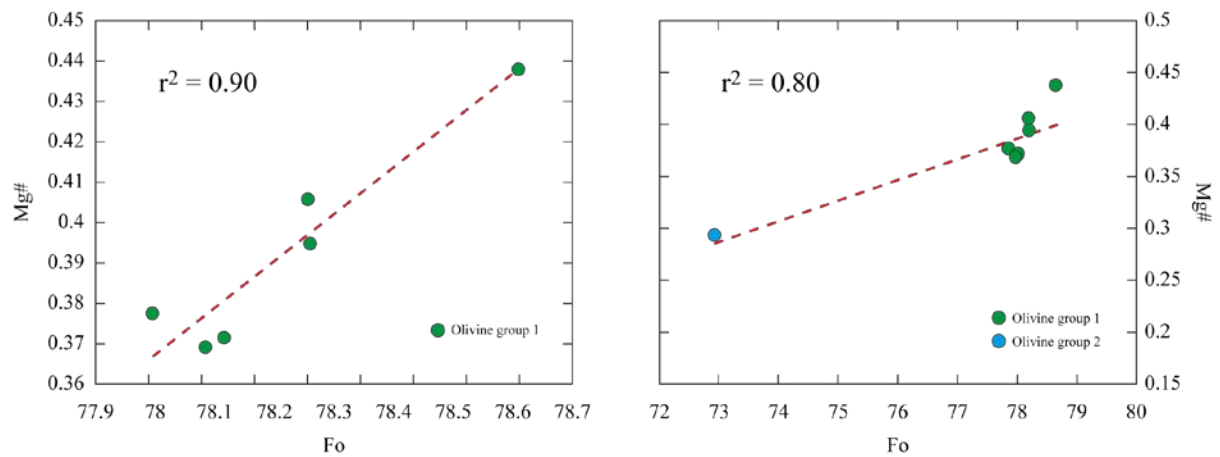 0.45
0.44
0.43
0.42
0.41
0.4
0.39
0.38
0.37
0.36
Mg#
r2 = 0.90
Olivine group 1
77.9 78 78.1 78.2 78.3 78.4 78.5 78.6 78.7
Fo
r2 = 0.80
Olivine group 1
Olivine group 2
0.5
0.45
0.4
0.35
0.3
0.25
0.2
0.15
Mg#
72 73 74 75 76 77 78 79 80
Fo